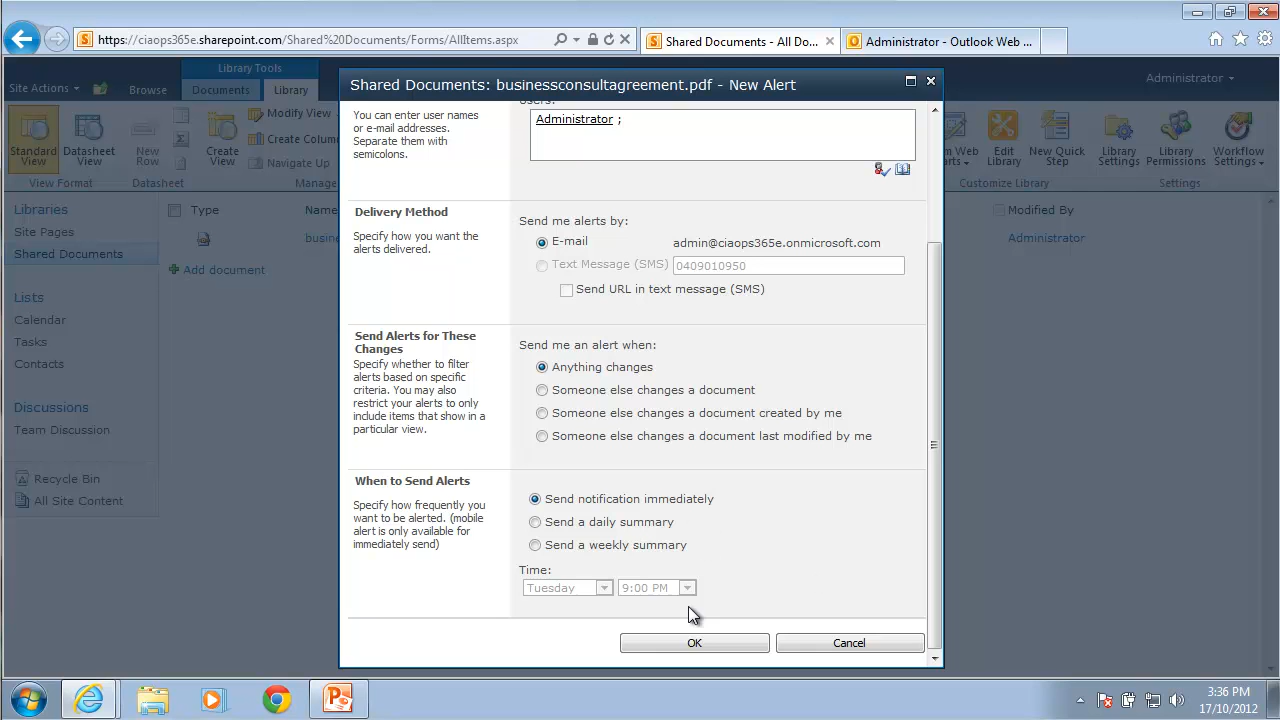 https://ciaops365e.sharepoint.com/Shared%20Documents/Forms/AllItems.aspx
Shared Documents - All Do...
Administrator - Outlook Web ...
Library Tools
Site Actions
Browse
Documents
Library
Administrator
Shared Documents: businessconsultagreement.pdf - New Alert
Standard View
Datasheet View
New Row
Create View
Modify View
Create Colum
Navigate Up
View Format
Datasheet
Manage
Edit Library
New Quick Step
Library Settings
Library Permissions
Workflow Settings
Customize Library
Settings
Libraries
Site Pages
Shared Documents
Lists
Calendar
Tasks
Contacts
Discussions
Team Discussion
Recycle Bin
All Site Content
Type
Name
busine
Add document
Modified By
Administrator
You can enter user names
or e-mail addresses.
Separate them with
semicolons.
Users:
Administrator ;
Delivery Method
Specify how you want the
alerts delivered.
Send me alerts by:
E-mail
admin@ciaops365e.onmicrosoft.com
Text Message (SMS)
0409010950
Send URL in text message (SMS)
Send Alerts for These
Changes
Specify whether to filter
alerts based on specific
criteria. You may also
restrict your alerts to only
include items that show in a
particular view.
Send me an alert when:
Anything changes
Someone else changes a document
Someone else changes a document created by me
Someone else changes a document last modified by me
When to Send Alerts
Specify how frequently you
want to be alerted. (mobile
alert is only available for
immediately send)
Send notification immediately
Send a daily summary
Send a weekly summary
Time:
Tuesday
9:00 PM
OK
Cancel
3:36 PM
17/10/2012